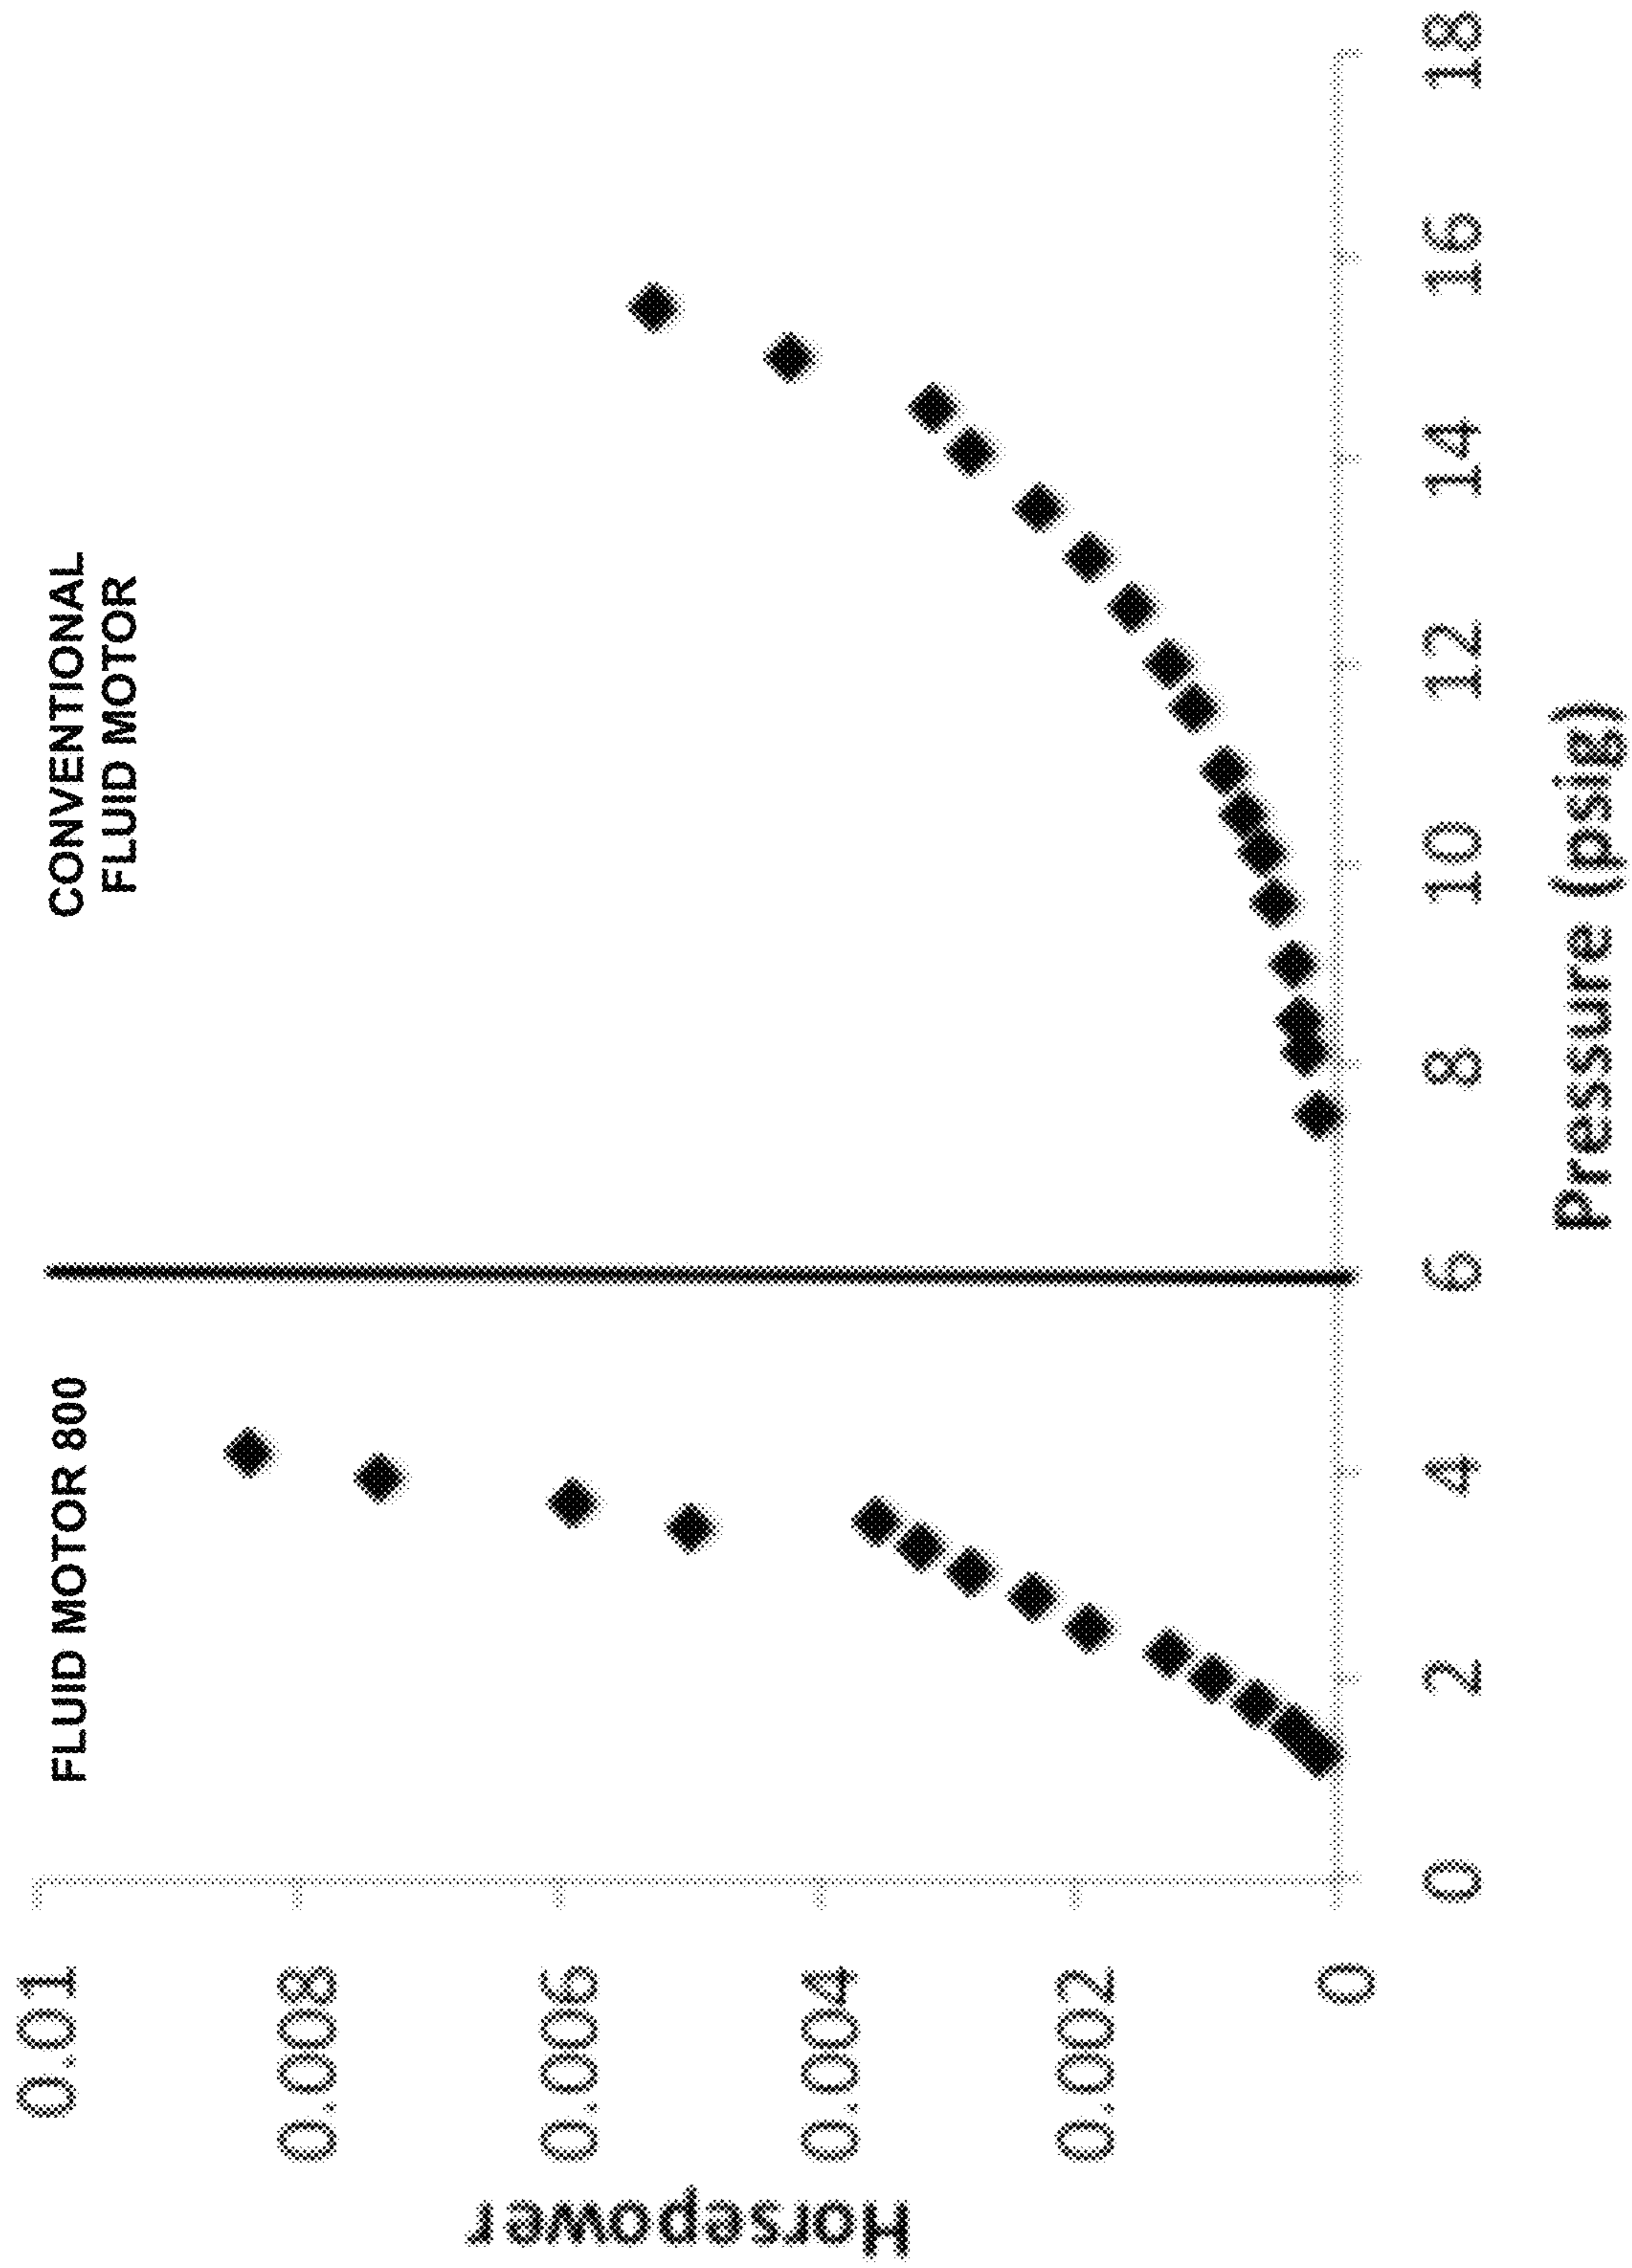 FLUID MOTOR 800
CONVENTIONAL
FLUID MOTOR
Horsepower
0.01
0.008
0.006
0.004
0.002
0
0 2 4 6 8 10 12 14 16 18
Pressure (psig)